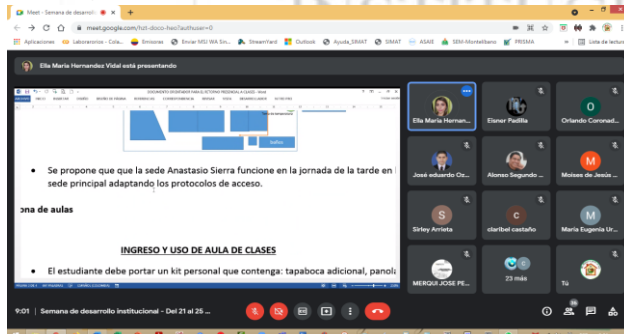 Meet - Semana de desarroll
meet.google.com/hzt-doco-heo?authuser=0
Aplicaciones
Laboratorios - Cola...
Emisoras
Enviar MSJ WA Sin...
StreamYard
Outlook
Ayuda_SIMAT
SIMAT
ASAIE
SEM-Montelibano
PRISMA
Lista de lectura
Ella Maria Hernandez Vidal está presentando
Se propone que que la sede Anastasio Sierra funcione en la jornada de la tarde en
sede principal adaptando los protocolos de acceso.
ona de aulas
INGRESO Y USO DE AULA DE CLASES
El estudiante debe portar un kit personal que contenga: tapaboca adicional, panola
Ella Maria Hernan...
Eisner Padilla
Orlando Coronad...
José eduardo Oz...
Alonso Segundo ...
Moises de Jesús ...
Sirley Arrieta
claribel castaño
Maria Eugenia Ur...
MERQUI JOSE PE...
23 más
Tú
9:01 | Semana de desarrollo institucional - Del 21 al 25 ...